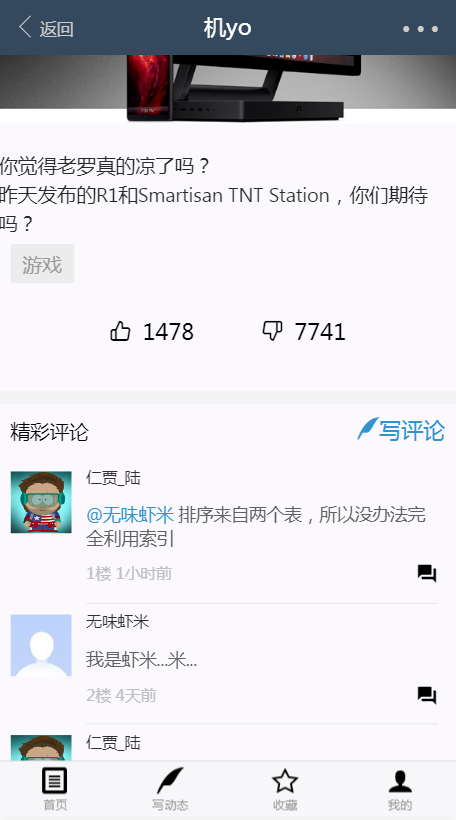 返回
机yo
你觉得老罗真的凉了吗？
昨天发布的R1和Smartisan TNT Station，你们期待
吗？
游戏
1478
7741
精彩评论
写评论
仁贾_陆
@无味虾米 排序来自两个表，所以没办法完
全利用索引
1楼 1小时前
无味虾米
我是虾米...米...
2楼 4天前
仁贾_陆
首页
写动态
收藏
我的